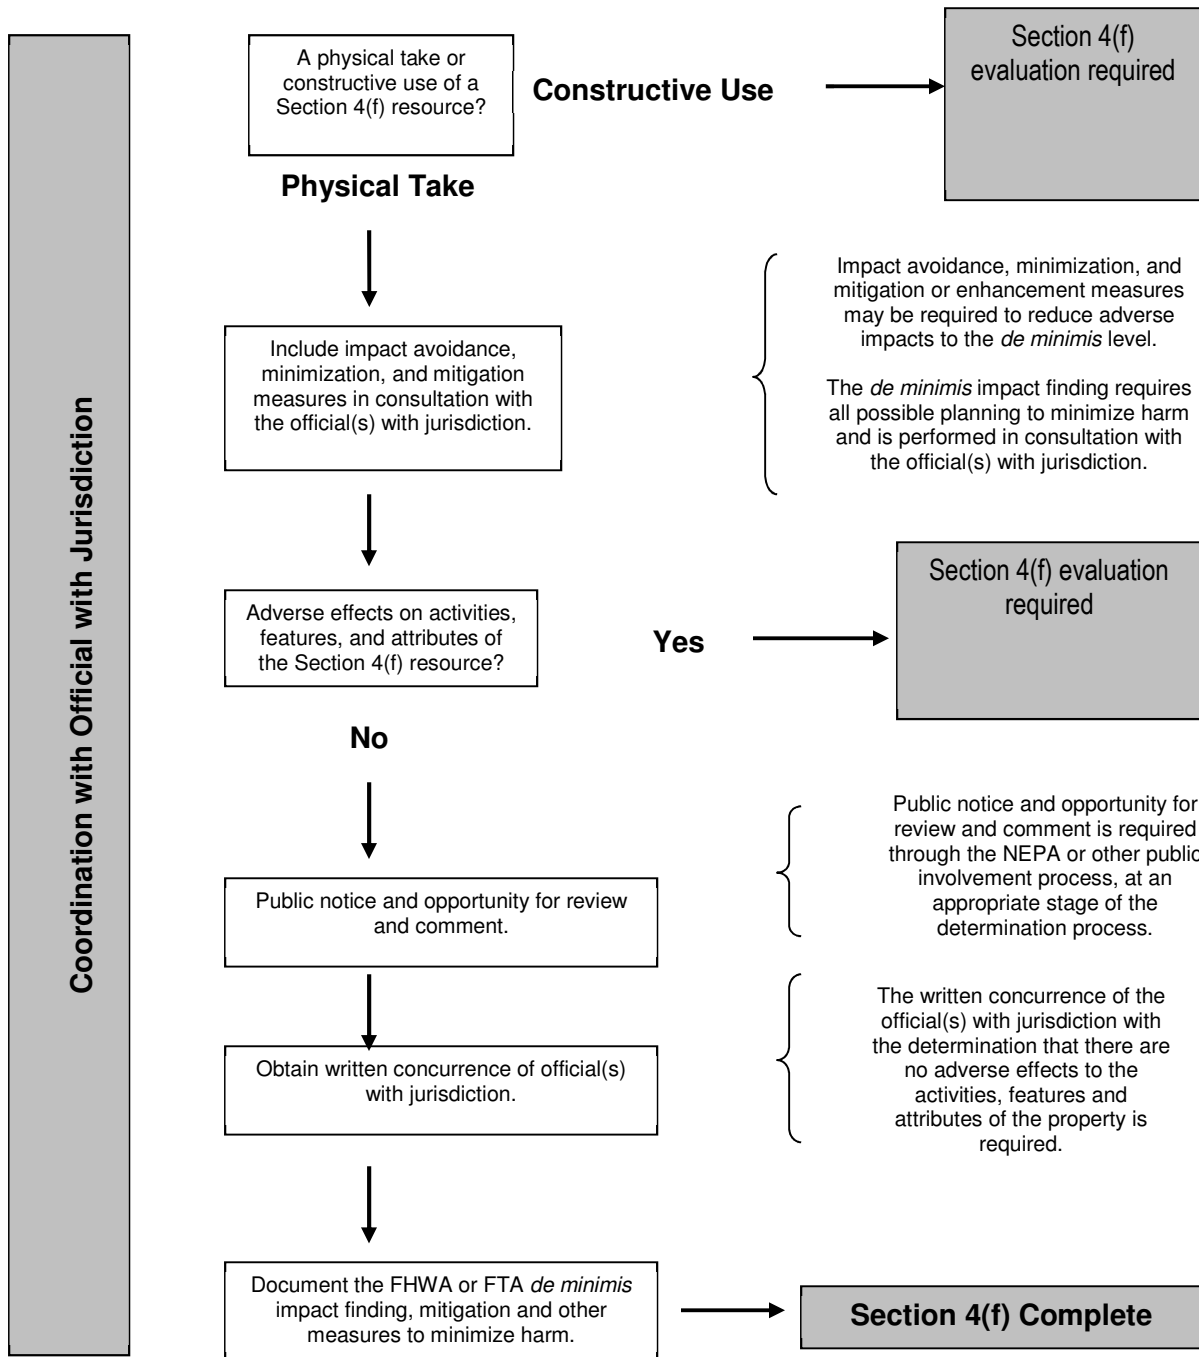 Coordination with Official with Jurisdiction
A physical take or
constructive use of a
Section 4(f) resource?
Constructive Use
Section 4(f)
evaluation required
Physical Take
Include impact avoidance,
minimization, and mitigation
measures in consultation with
the official(s) with jurisdiction.
Impact avoidance, minimization, and
mitigation or enhancement measures
may be required to reduce adverse
impacts to the de minimis level.
The de minimis impact finding requires
all possible planning to minimize harm
and is performed in consultation with
the official(s) with jurisdiction.
Adverse effects on activities,
features, and attributes of
the Section 4(f) resource?
Yes
Section 4(f) evaluation
required
No
Public notice and opportunity for review
and comment.
Public notice and opportunity for
review and comment is required
through the NEPA or other public
involvement process, at an
appropriate stage of the
determination process.
Obtain written concurrence of official(s)
with jurisdiction.
The written concurrence of the
official(s) with jurisdiction with
the determination that there are
no adverse effects to the
activities, features and
attributes of the property is
required.
Document the FHWA or FTA de minimis
impact finding, mitigation and other
measures to minimize harm.
Section 4(f) Complete